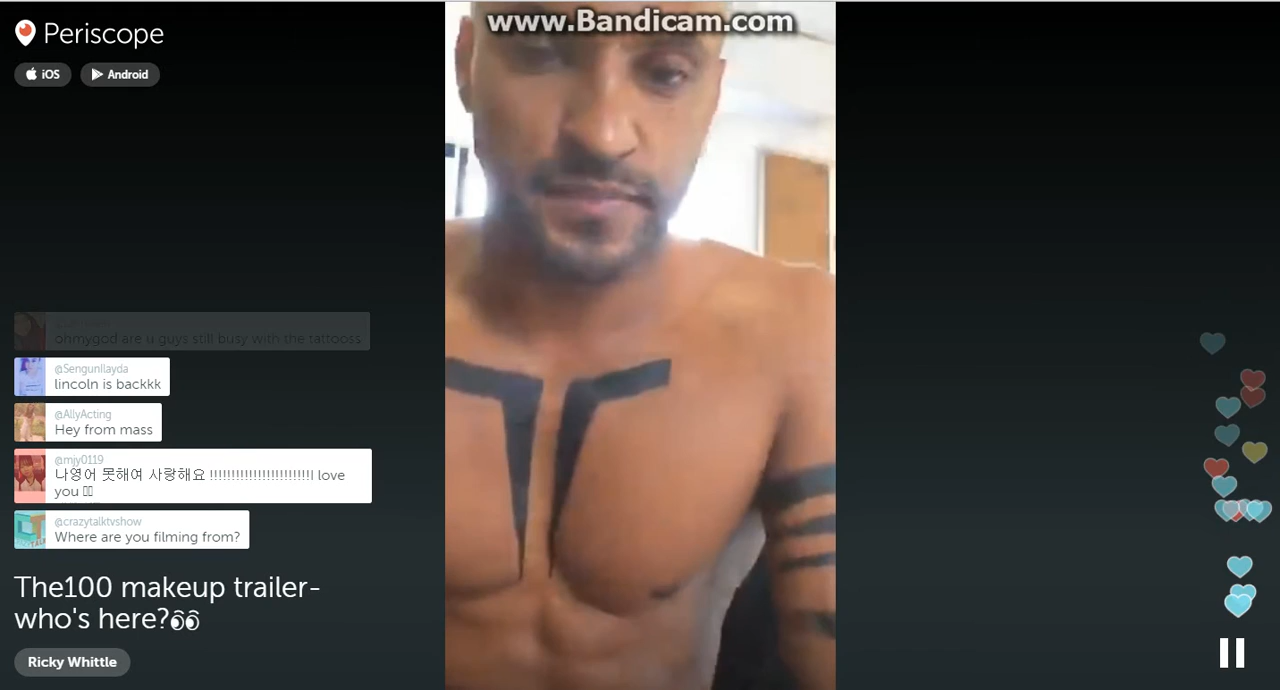 www.Bandicam.com
Periscope
iOS
Android
ohmygod are u guys still busy with the tattooss
@SengunIlayda
lincoln is backkk
@AllyActing
Hey from mass
@mjy0119
나영어 못해여 사랑해요 !!!!!!!!!!!!!!!!!!!!!!!!I love
you
@crazytalktvshow
Where are you filming from?
The100 makeup trailer-
who's here?👀
Ricky Whittle